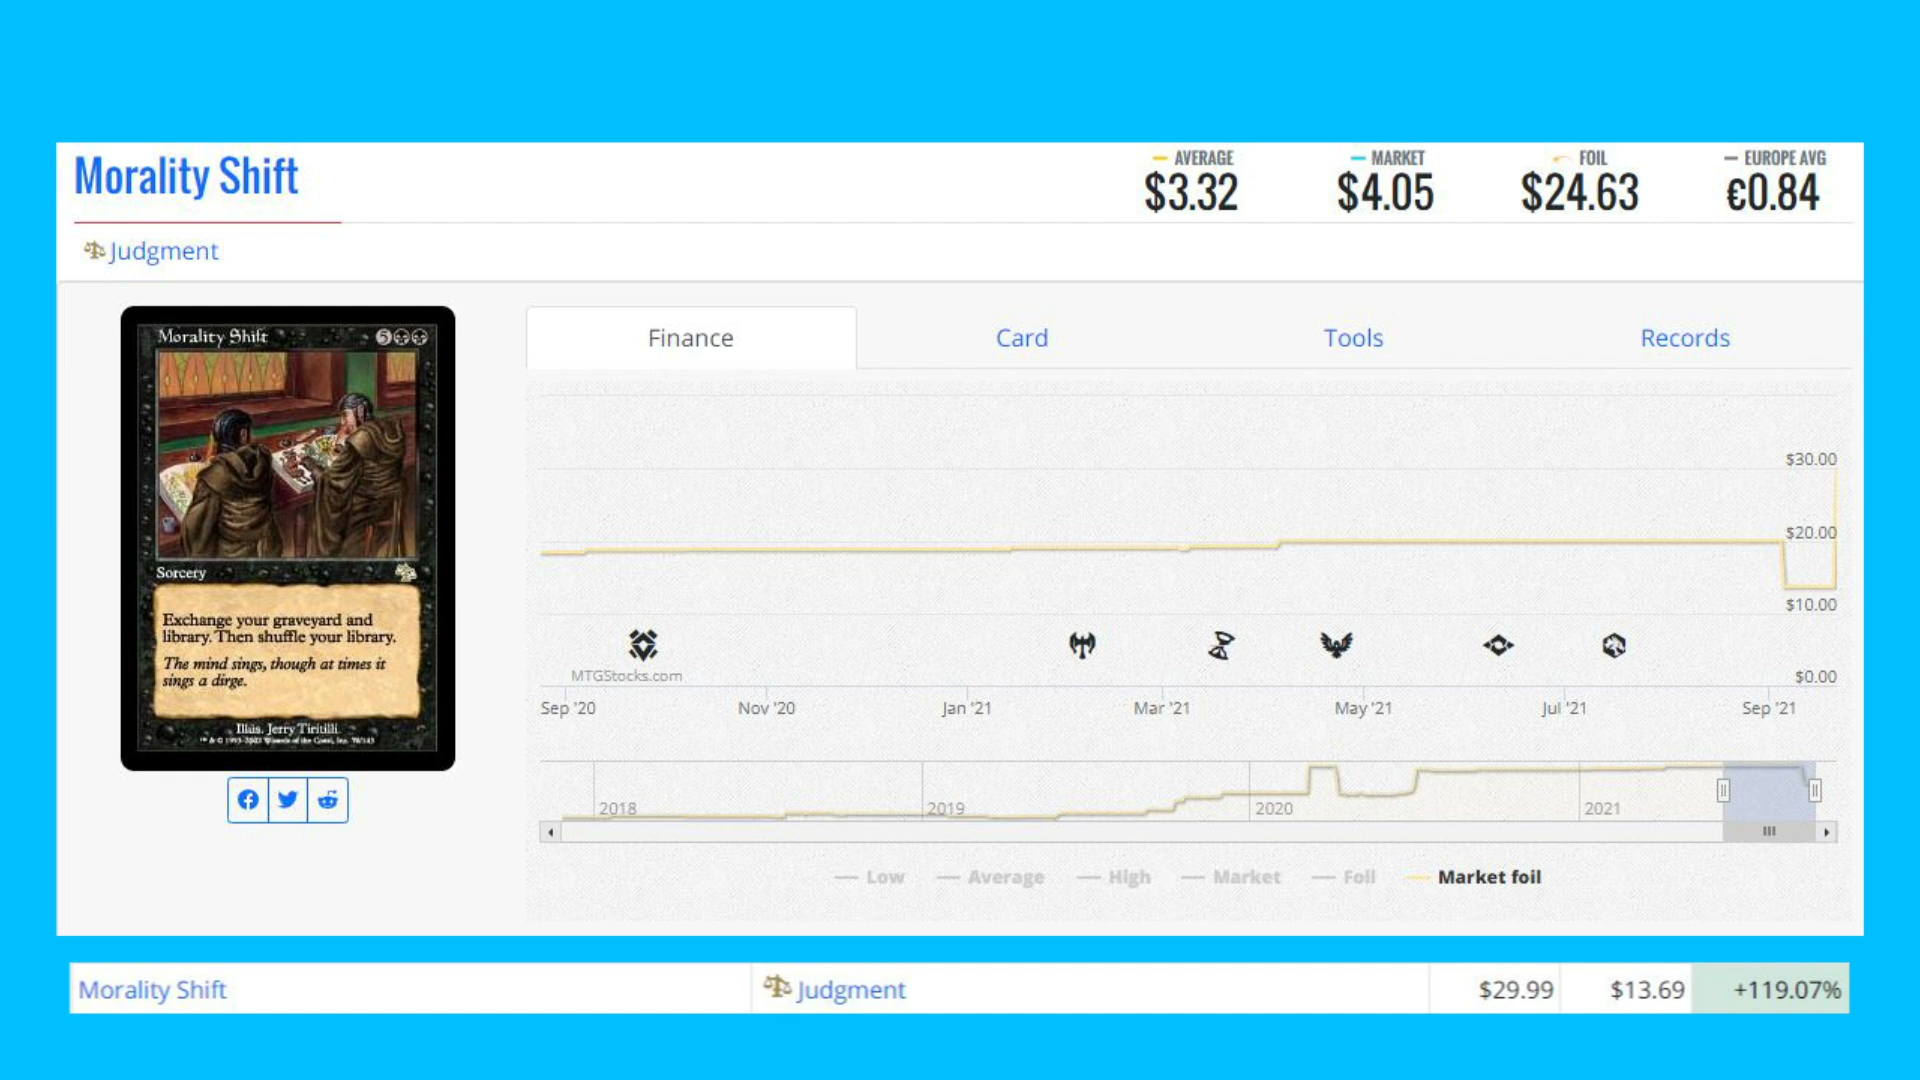 Morality Shift
AVERAGE
$3.32
MARKET
$4.05
FOIL
$24.63
EUROPE AVG
€0.84
Judgment
Morality Shift 5
Sorcery
Exchange your graveyard and
library. Then shuffle your library.
The mind sings, though at times it
sings a dirge.
Illus. Jerry Tiritilli
Finance
Card
Tools
Records
$30.00
$20.00
$10.00
$0.00
MTGStocks.com
Sep '20
Nov '20
Jan '21
Mar '21
May '21
Jul '21
Sep '21
2018
2019
2020
2021
Low
Average
High
Market
Foil
Market foil
Morality Shift
Judgment
$29.99
$13.69
+119.07%